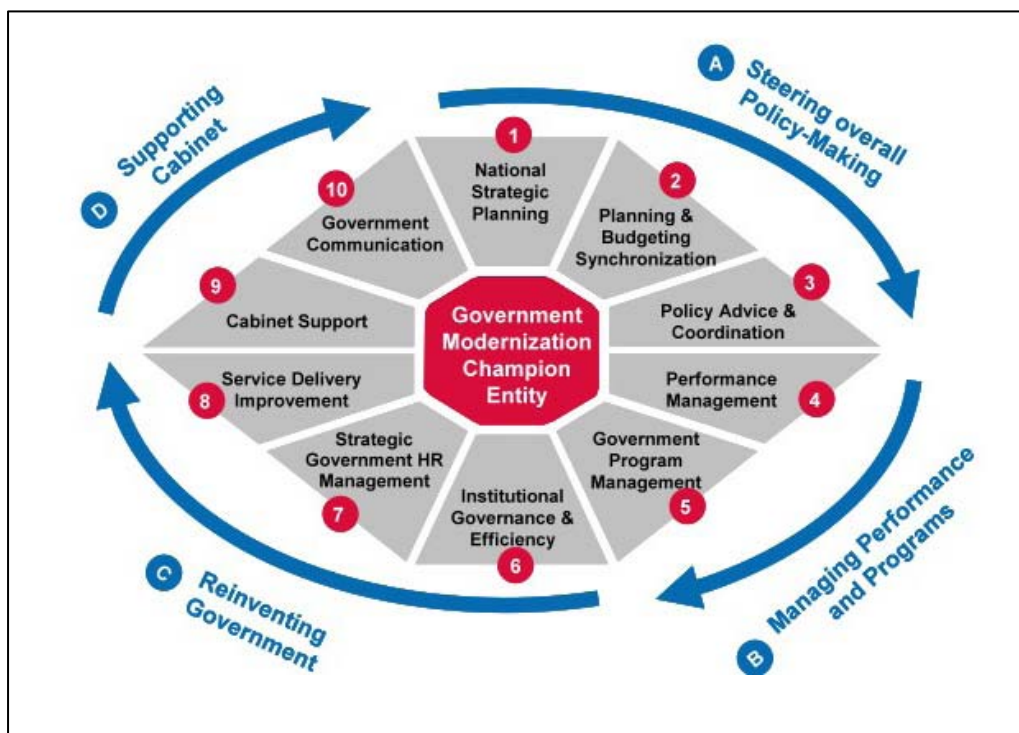 A
Steering overall
Policy-Making
D
Supporting
Cabinet
1
National
Strategic
Planning
2
Planning &
Budgeting
Synchronization
3
Policy Advice &
Coordination
4
Performance
Management
5
Government
Program
Management
6
Institutional
Governance &
Efficiency
7
Strategic
Government HR
Management
8
Service Delivery
Improvement
9
Cabinet Support
10
Government
Communication
Government
Modernization
Champion
Entity
B
Managing Performance
and Programs
C
Reinventing
Government